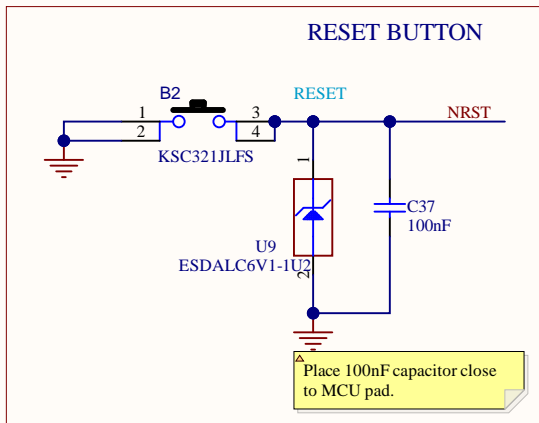 RESET BUTTON
B2
RESET
NRST
1
3
2
4
KSC321JLFS
1
C37
100nF
U9
ESDALC6V1-1U2
2
Place 100nF capacitor close
to MCU pad.